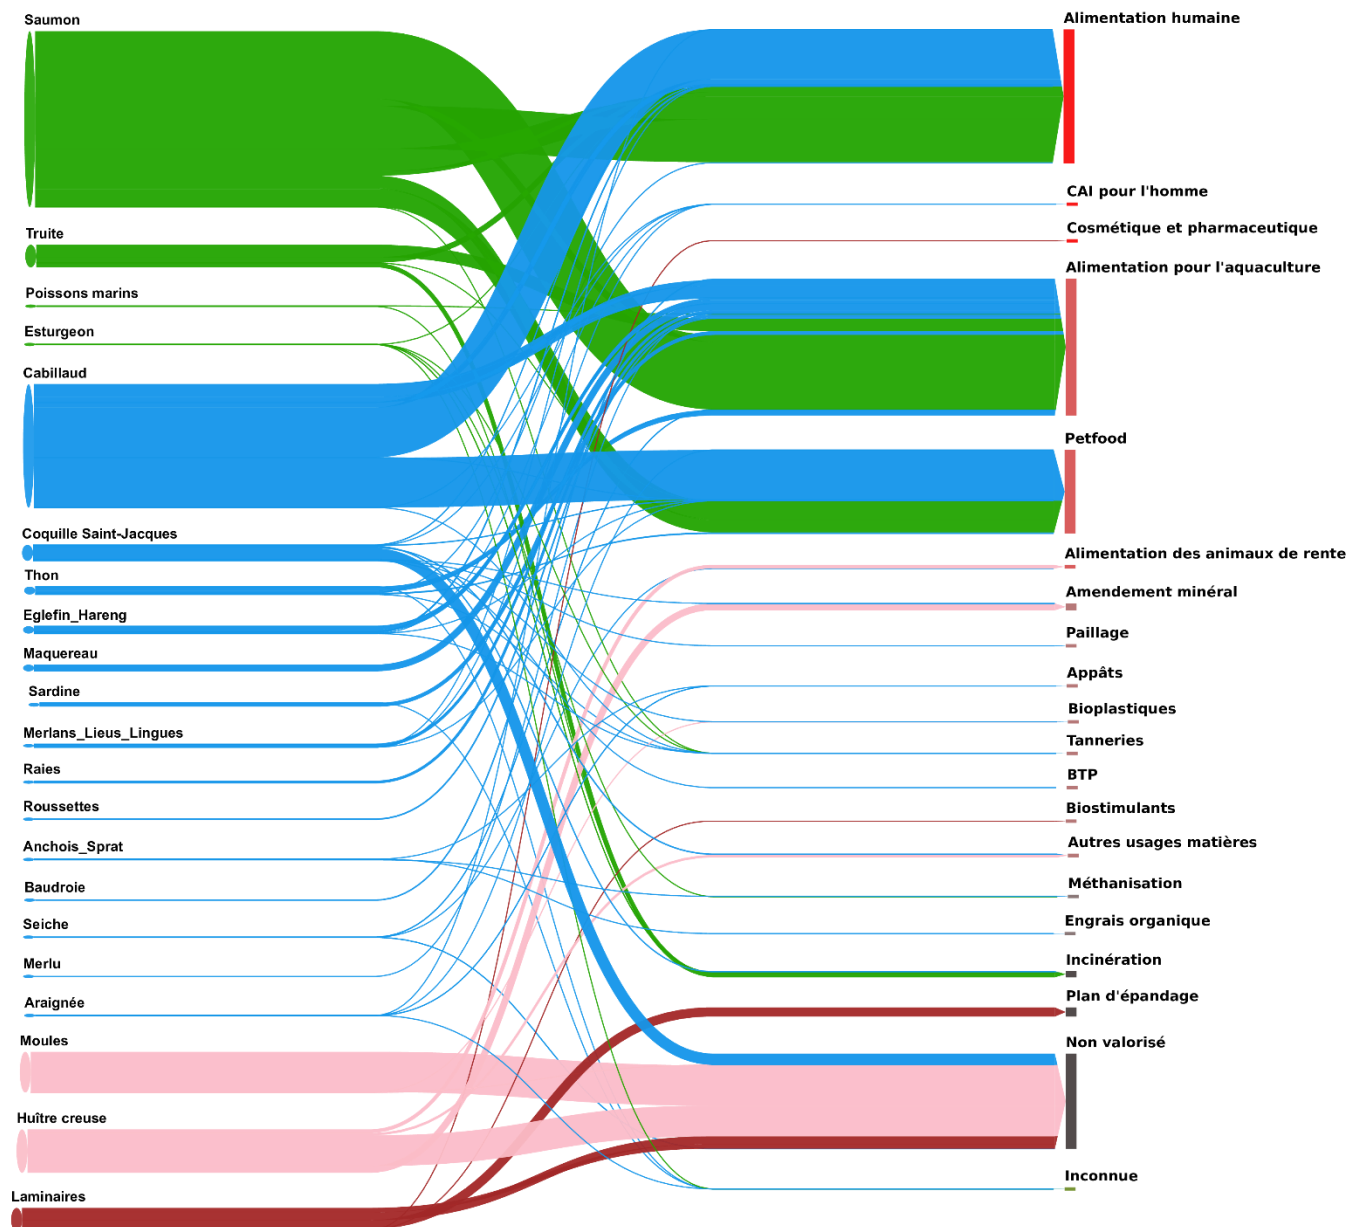 Saumon
Truite
Poissons marins
Esturgeon
Cabillaud
Coquille Saint-Jacques
Thon
Eglefin_Hareng
Maquereau
Sardine
Merlans_Lieus_Lingues
Raies
Roussettes
Anchois_Sprat
Baudroie
Seiche
Merlu
Araignée
Moules
Huître creuse
Laminaires
Alimentation humaine
CAI pour l'homme
Cosmétique et pharmaceutique
Alimentation pour l'aquaculture
Petfood
Alimentation des animaux de rente
Amendement minéral
Paillage
Appâts
Bioplastiques
Tanneries
BTP
Biostimulants
Autres usages matières
Méthanisation
Engrais organique
Incinération
Plan d'épandage
Non valorisé
Inconnue